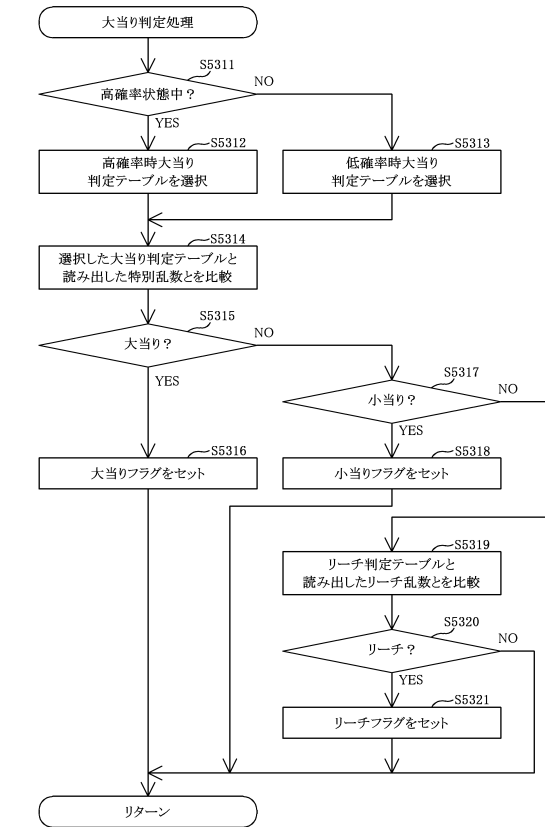 大当り判定処理
S5311
高確率状態中？
NO
YES
S5312
高確率時大当り
判定テーブルを選択
S5313
低確率時大当り
判定テーブルを選択
S5314
選択した大当り判定テーブルと
読み出した特別乱数とを比較
S5315
大当り？
NO
YES
S5317
小当り？
NO
YES
S5316
大当りフラグをセット
S5318
小当りフラグをセット
S5319
リーチ判定テーブルと
読み出したリーチ乱数とを比較
S5320
リーチ？
NO
YES
S5321
リーチフラグをセット
リターン